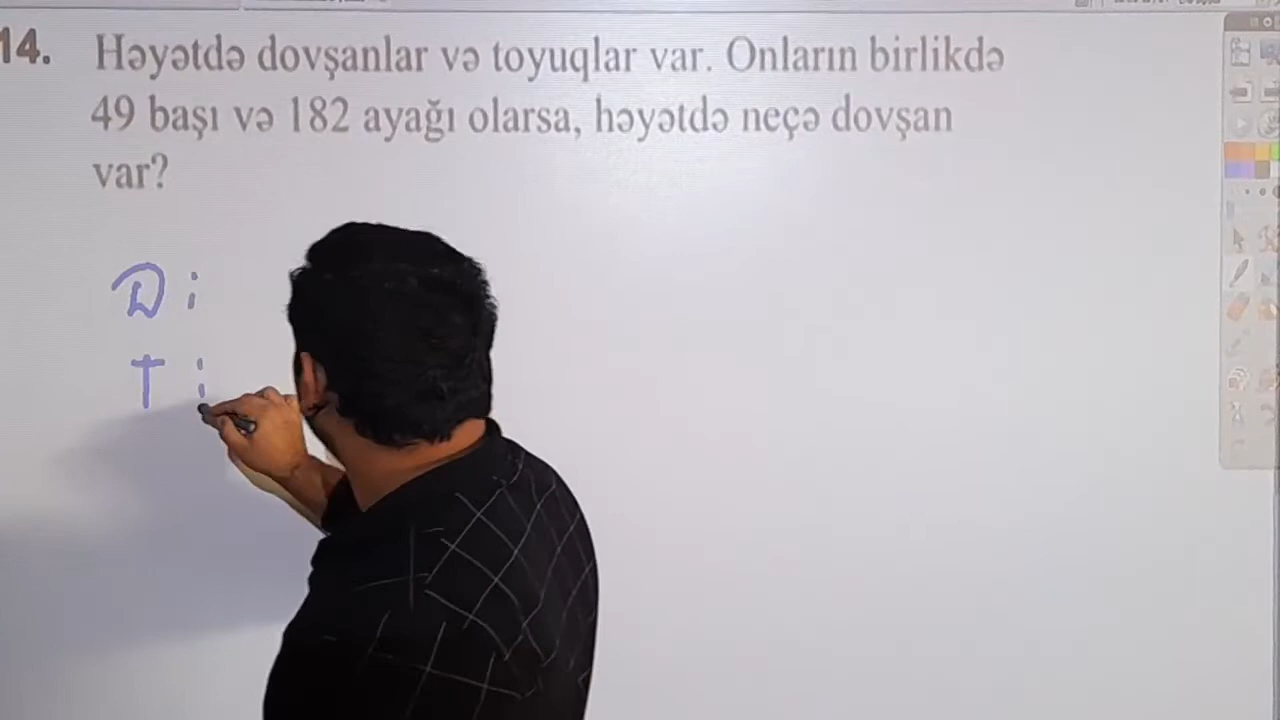 14. Həyətdə dovşanlar və toyuqlar var. Onların birlikdə
49 başı və 182 ayağı olarsa, həyətdə neçə dovşan
var?
D :
T :